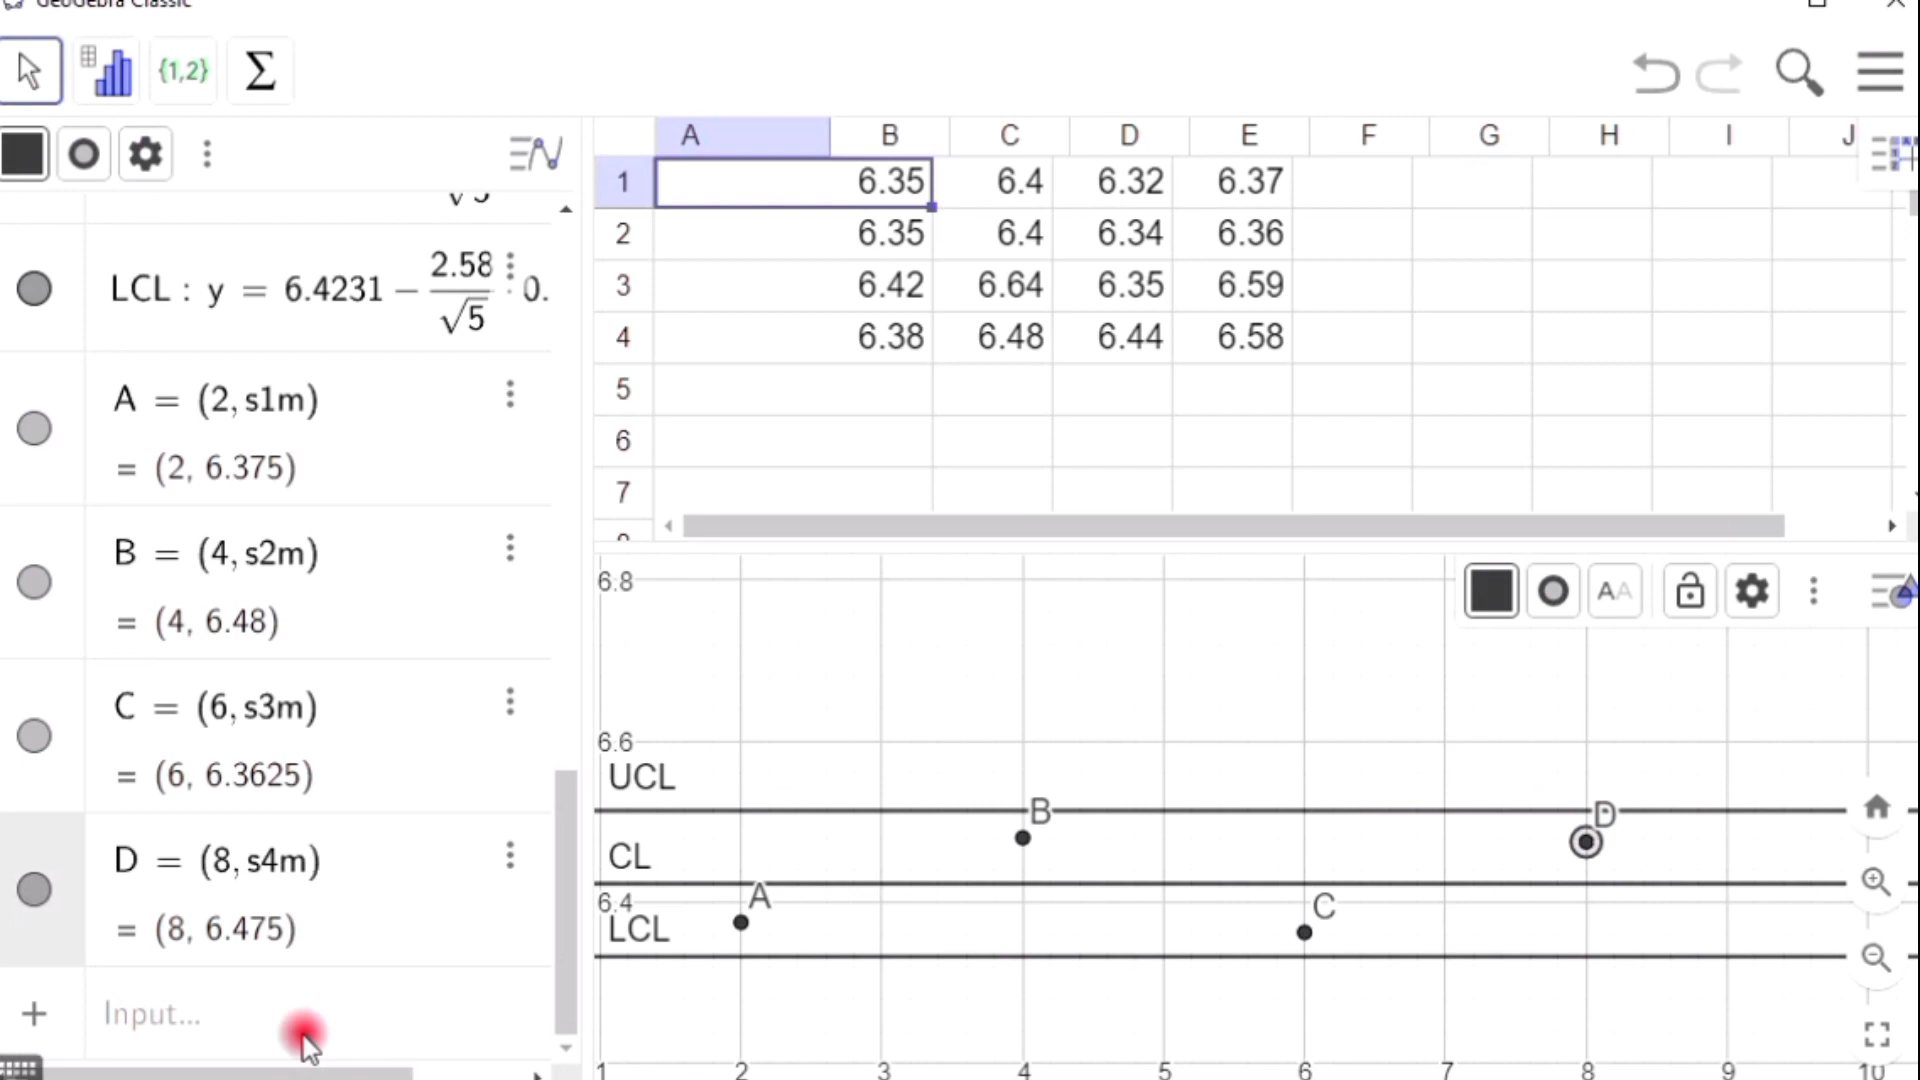 GeoGebra Classic
{1,2} Σ
A B C D E F G H I J
1 6.35 6.4 6.32 6.37
2 6.35 6.4 6.34 6.36
3 6.42 6.64 6.35 6.59
4 6.38 6.48 6.44 6.58
5
6
7
LCL : y = 6.4231 − 2.58/√5 · 0.
A = (2, s1m)
= (2, 6.375)
B = (4, s2m)
= (4, 6.48)
C = (6, s3m)
= (6, 6.3625)
D = (8, s4m)
= (8, 6.475)
Input...
AA
6.8
6.6
UCL
B
D
CL
6.4
A
C
LCL
1 2 3 4 5 6 7 8 9 10